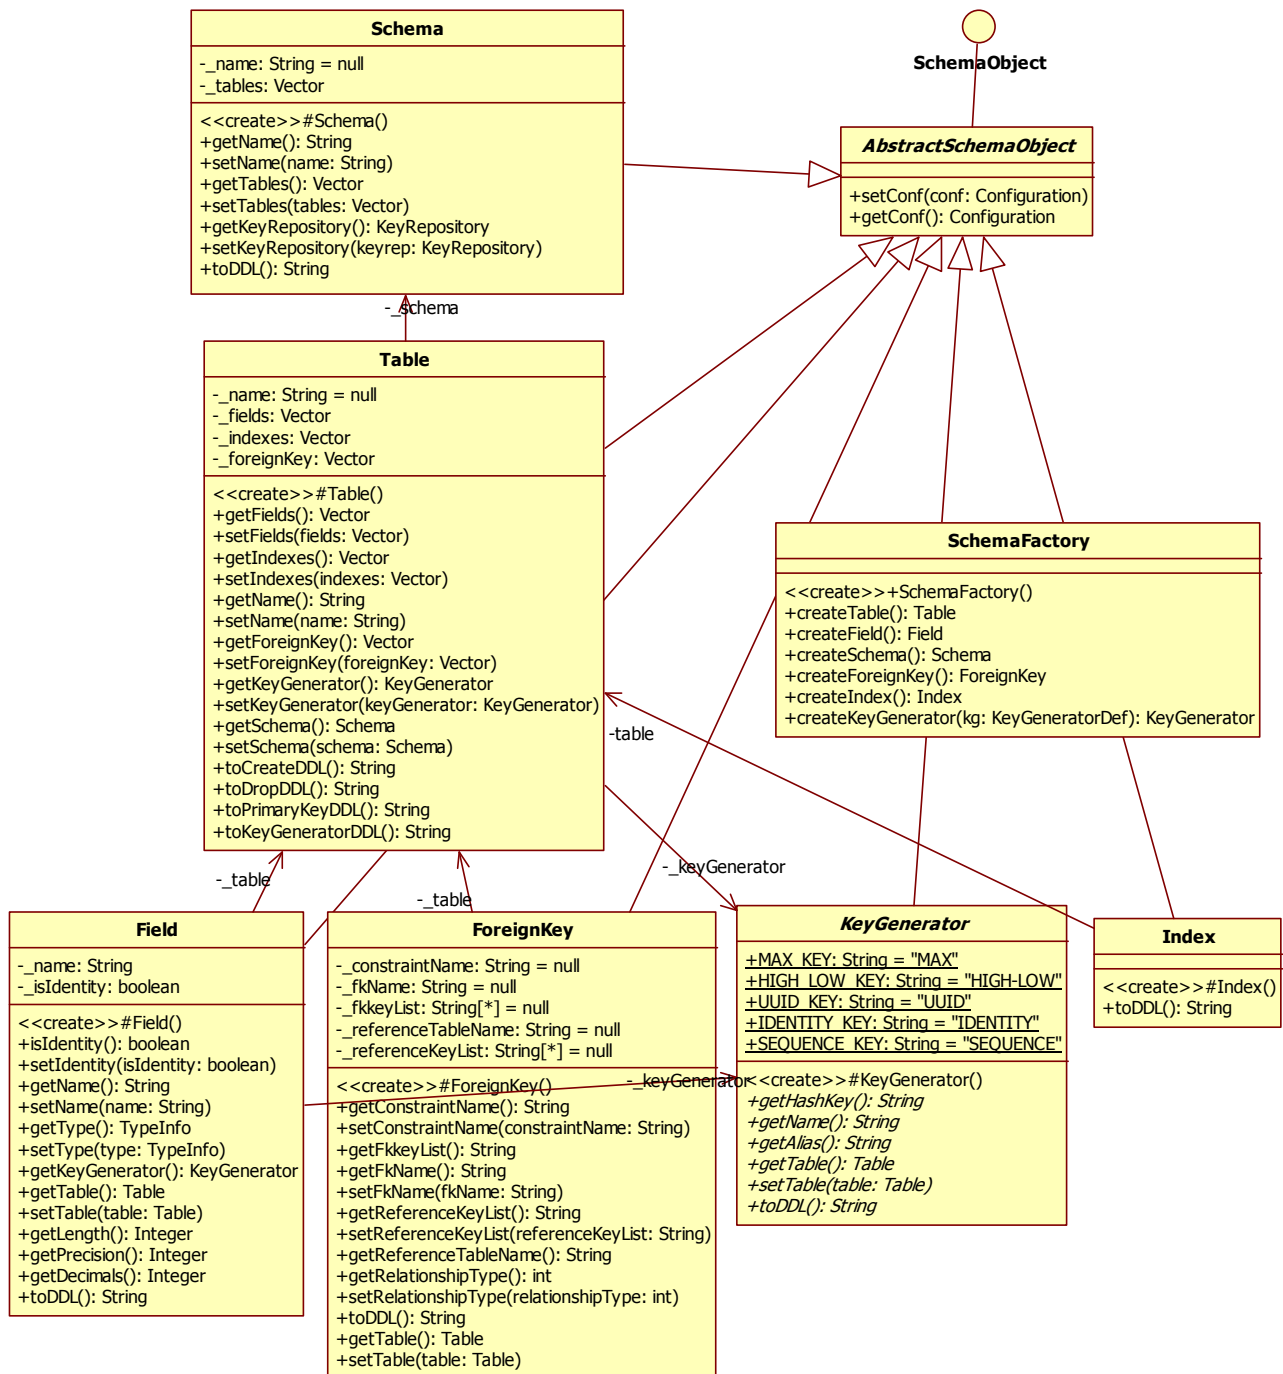 Schema
-_name: String = null
-_tables: Vector
<<create>>#Schema()
+getName(): String
+setName(name: String)
+getTables(): Vector
+setTables(tables: Vector)
+getKeyRepository(): KeyRepository
+setKeyRepository(keyrep: KeyRepository)
+toDDL(): String
SchemaObject
AbstractSchemaObject
+setConf(conf: Configuration)
+getConf(): Configuration
-_schema
Table
-_name: String = null
-_fields: Vector
-_indexes: Vector
-_foreignKey: Vector
<<create>>#Table()
+getFields(): Vector
+setFields(fields: Vector)
+getIndexes(): Vector
+setIndexes(indexes: Vector)
+getName(): String
+setName(name: String)
+getForeignKey(): Vector
+setForeignKey(foreignKey: Vector)
+getKeyGenerator(): KeyGenerator
+setKeyGenerator(keyGenerator: KeyGenerator)
+getSchema(): Schema
+setSchema(schema: Schema)
+toCreateDDL(): String
+toDropDDL(): String
+toPrimaryKeyDDL(): String
+toKeyGeneratorDDL(): String
SchemaFactory
<<create>>+SchemaFactory()
+createTable(): Table
+createField(): Field
+createSchema(): Schema
+createForeignKey(): ForeignKey
+createIndex(): Index
+createKeyGenerator(kg: KeyGeneratorDef): KeyGenerator
-table
-_keyGenerator
-_table
-_table
Field
-_name: String
-_isIdentity: boolean
<<create>>#Field()
+isIdentity(): boolean
+setIdentity(isIdentity: boolean)
+getName(): String
+setName(name: String)
+getType(): TypeInfo
+setType(type: TypeInfo)
+getKeyGenerator(): KeyGenerator
+getTable(): Table
+setTable(table: Table)
+getLength(): Integer
+getPrecision(): Integer
+getDecimals(): Integer
+toDDL(): String
ForeignKey
-_constraintName: String = null
-_fkName: String = null
-_fkkeyList: String[*] = null
-_referenceTableName: String = null
-_referenceKeyList: String[*] = null
<<create>>#ForeignKey()
+getConstraintName(): String
+setConstraintName(constraintName: String)
+getFkkeyList(): String
+getFkName(): String
+setFkName(fkName: String)
+getReferenceKeyList(): String
+setReferenceKeyList(referenceKeyList: String)
+getReferenceTableName(): String
+getRelationshipType(): int
+setRelationshipType(relationshipType: int)
+toDDL(): String
+getTable(): Table
+setTable(table: Table)
-_keyGenerator
KeyGenerator
+MAX_KEY: String = "MAX"
+HIGH_LOW_KEY: String = "HIGH-LOW"
+UUID_KEY: String = "UUID"
+IDENTITY_KEY: String = "IDENTITY"
+SEQUENCE_KEY: String = "SEQUENCE"
<<create>>#KeyGenerator()
+getHashKey(): String
+getName(): String
+getAlias(): String
+getTable(): Table
+setTable(table: Table)
+toDDL(): String
Index
<<create>>#Index()
+toDDL(): String